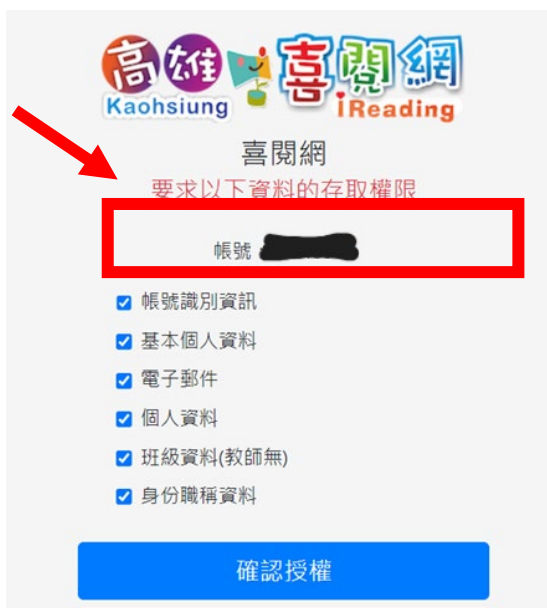 高雄喜閱網
Kaohsiung iReading
喜閱網
要求以下資料的存取權限
帳號
帳號識別資訊
基本個人資料
電子郵件
個人資料
班級資料(教師無)
身份職稱資料
確認授權